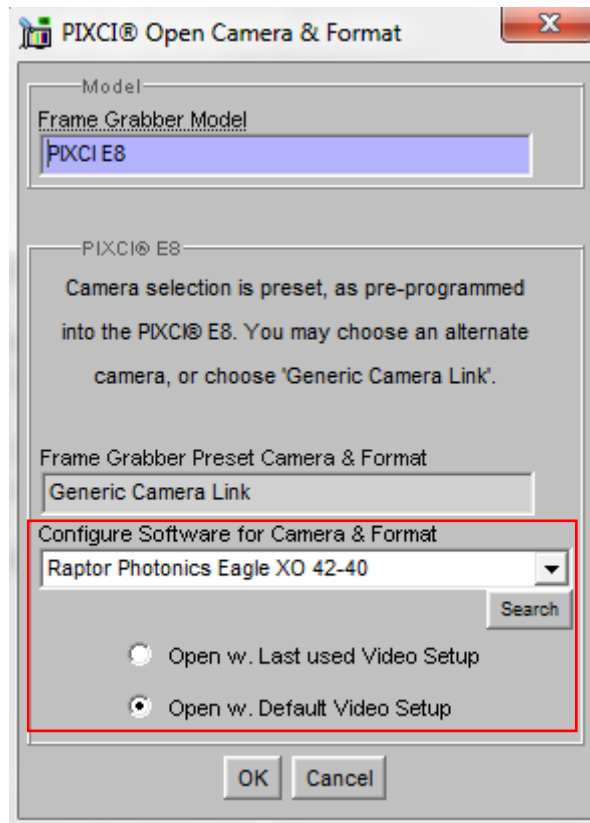 PIXCI® Open Camera & Format
Model
Frame Grabber Model
PIXCI E8
PIXCI® E8
Camera selection is preset, as pre-programmed
into the PIXCI® E8. You may choose an alternate
camera, or choose 'Generic Camera Link'.
Frame Grabber Preset Camera & Format
Generic Camera Link
Configure Software for Camera & Format
Raptor Photonics Eagle XO 42-40
Search
Open w. Last used Video Setup
Open w. Default Video Setup
OK Cancel